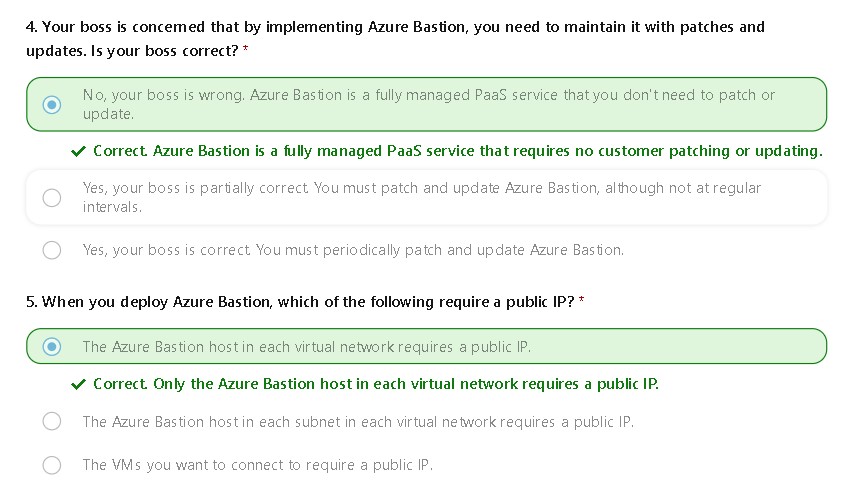 4. Your boss is concerned that by implementing Azure Bastion, you need to maintain it with patches and
updates. Is your boss correct? *
No, your boss is wrong. Azure Bastion is a fully managed PaaS service that you don't need to patch or
update.
✔ Correct. Azure Bastion is a fully managed PaaS service that requires no customer patching or updating.
Yes, your boss is partially correct. You must patch and update Azure Bastion, although not at regular
intervals.
Yes, your boss is correct. You must periodically patch and update Azure Bastion.
5. When you deploy Azure Bastion, which of the following require a public IP? *
The Azure Bastion host in each virtual network requires a public IP.
✔ Correct. Only the Azure Bastion host in each virtual network requires a public IP.
The Azure Bastion host in each subnet in each virtual network requires a public IP.
The VMs you want to connect to require a public IP.